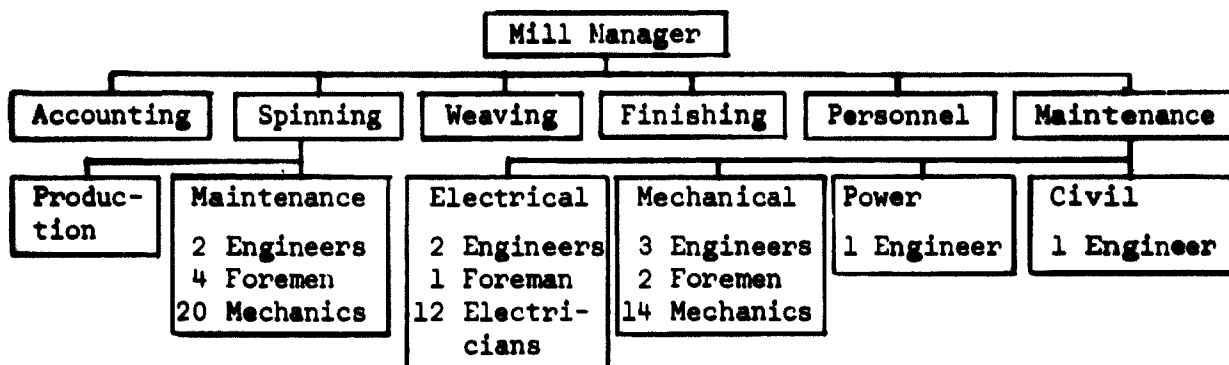 Mill Manager
Accounting
Spinning
Weaving
Finishing
Personnel
Maintenance
Produc-
tion
Maintenance
2 Engineers
4 Foremen
20 Mechanics
Electrical
2 Engineers
1 Foreman
12 Electri-
cians
Mechanical
3 Engineers
2 Foremen
14 Mechanics
Power
1 Engineer
Civil
1 Engineer